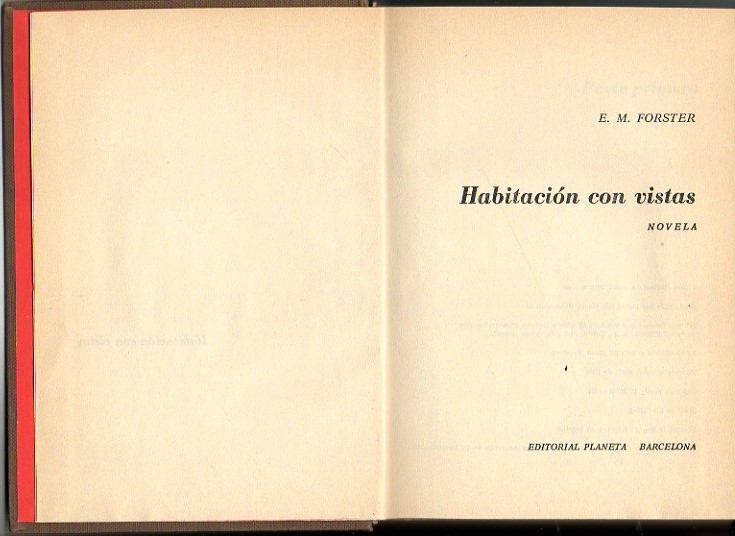 E. M. FORSTER
Habitación con vistas
NOVELA
EDITORIAL PLANETA BARCELONA